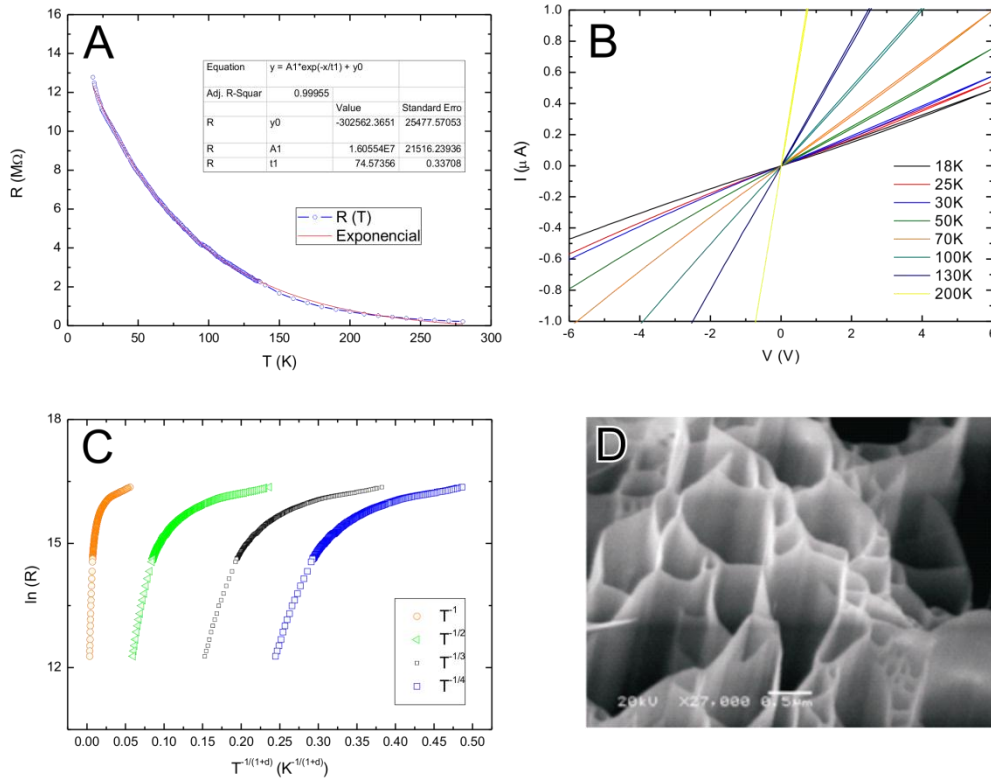 A
16
14
12
10
8
6
4
2
0
R (MΩ)
Equation y = A1*exp(-x/t1) + y0
Adj. R-Squar 0.99955
Value Standard Erro
R y0 -302562.3651 25477.57053
R A1 1.60554E7 21516.23936
R t1 74.57356 0.33708
R (T)
Exponencial
0 50 100 150 200 250 300
T (K)
B
1.0
0.8
0.6
0.4
0.2
0.0
-0.2
-0.4
-0.6
-0.8
-1.0
I (μ A)
18K
25K
30K
50K
70K
100K
130K
200K
-6 -4 -2 0 2 4 6
V (V)
C
18
15
12
ln (R)
T^-1
T^-1/2
T^-1/3
T^-1/4
0.00 0.05 0.10 0.15 0.20 0.25 0.30 0.35 0.40 0.45 0.50
T^-1/(1+d) (K^-1/(1+d))
D
20kV X27,000 0.5μm